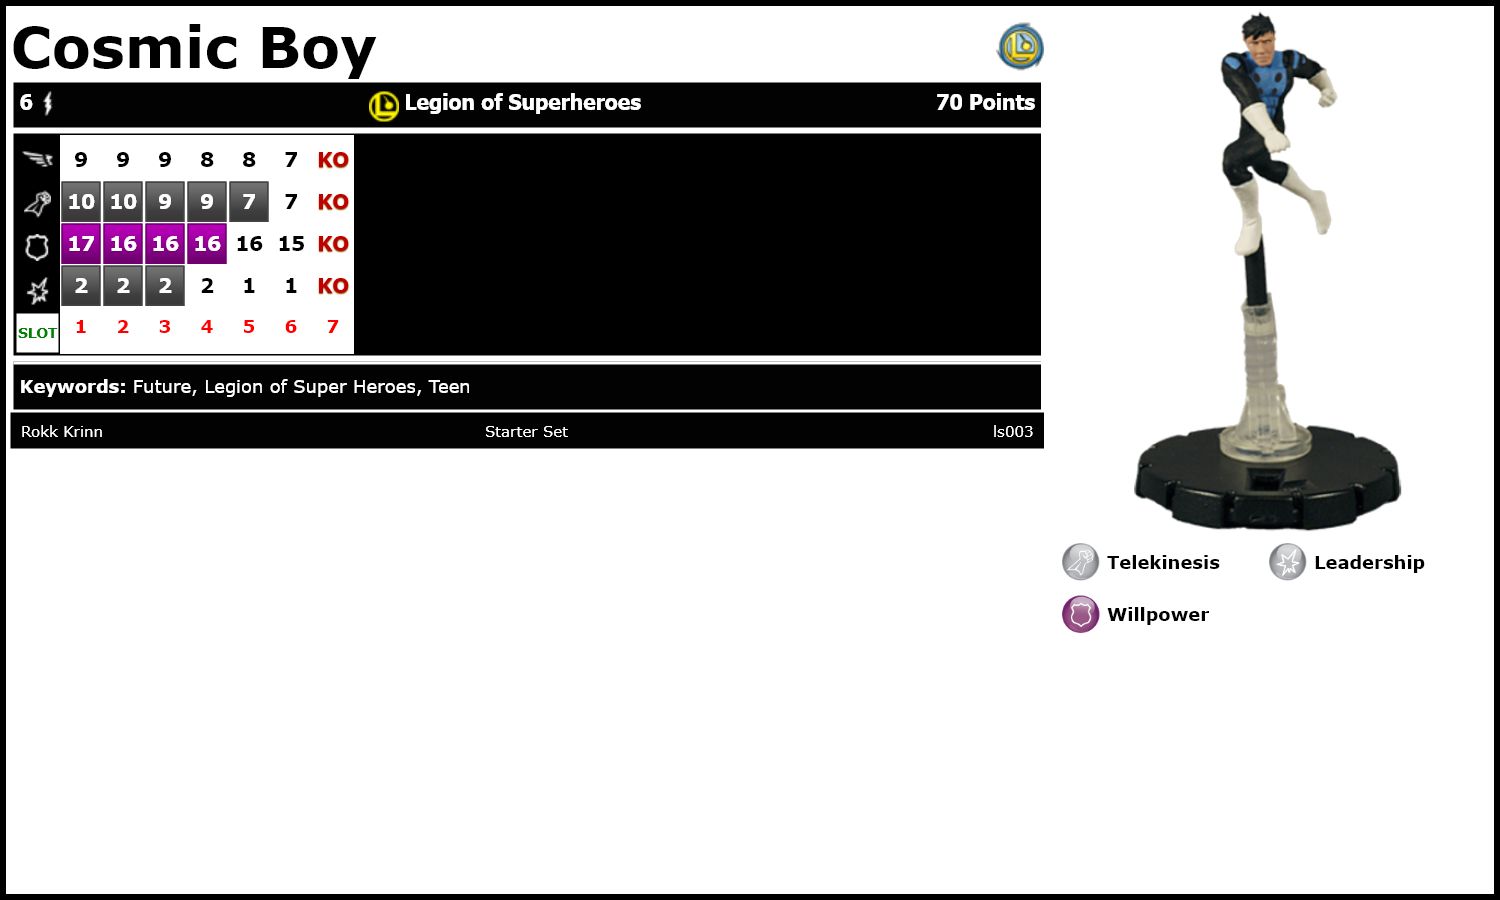 Cosmic Boy
6 Legion of Superheroes 70 Points
9 9 9 8 8 7 KO
10 10 9 9 7 7 KO
17 16 16 16 16 15 KO
2 2 2 2 1 1 KO
SLOT 1 2 3 4 5 6 7
Keywords: Future, Legion of Super Heroes, Teen
Rokk Krinn Starter Set ls003
Telekinesis Leadership
Willpower